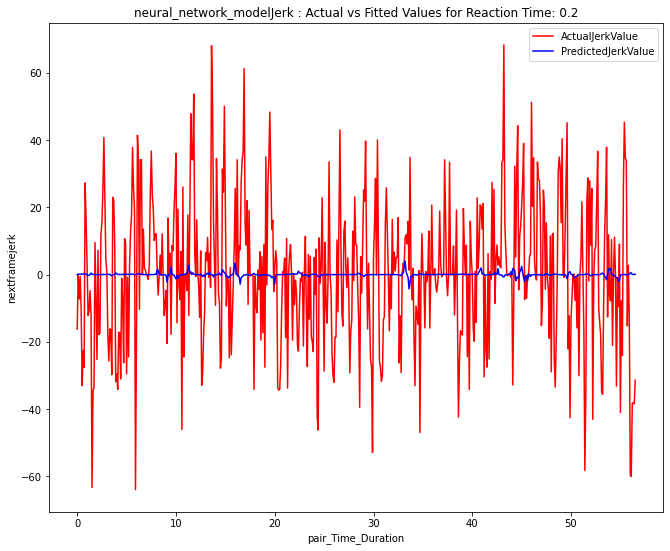 neural_network_modelJerk : Actual vs Fitted Values for Reaction Time: 0.2
ActualJerkValue
PredictedJerkValue
nextframejerk
60
40
20
0
−20
−40
−60
0 10 20 30 40 50
pair_Time_Duration